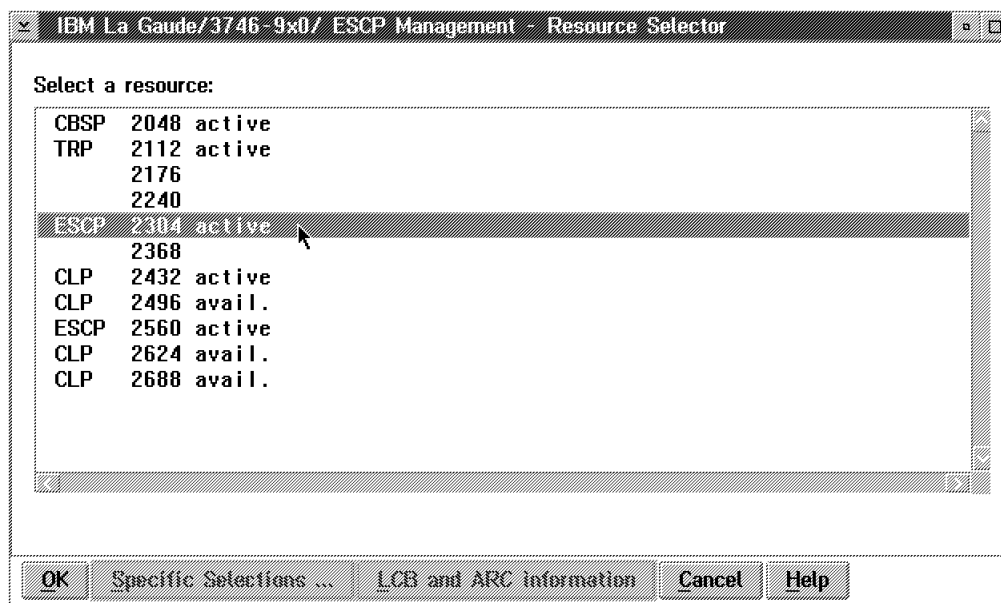 IBM La Gaude/3746-9x0/ ESCP Management - Resource Selector
Select a resource:
CBSP 2048 active
TRP 2112 active
2176
2240
ESCP 2304 active
2368
CLP 2432 active
CLP 2496 avail.
ESCP 2560 active
CLP 2624 avail.
CLP 2688 avail.
OK Specific Selections ... LCB and ARC information Cancel Help